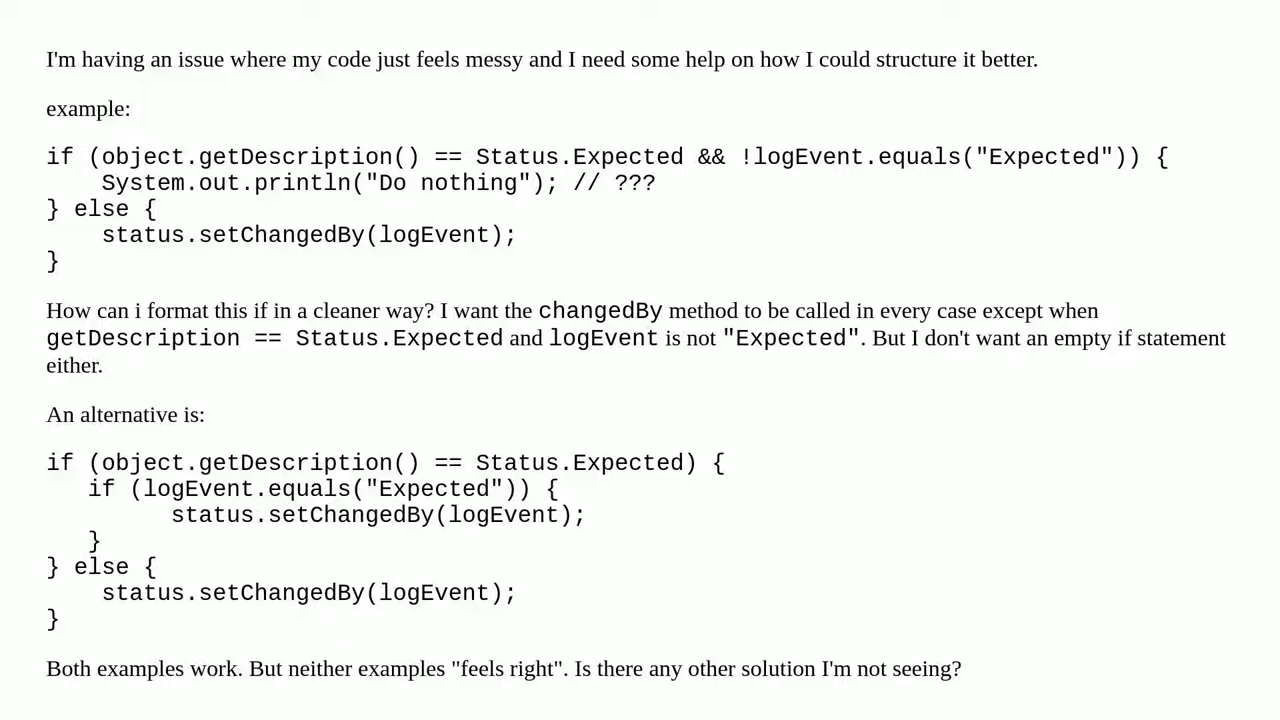 I'm having an issue where my code just feels messy and I need some help on how I could structure it better.
example:
if (object.getDescription() == Status.Expected && !logEvent.equals("Expected")) {
    System.out.println("Do nothing"); // ???
} else {
    status.setChangedBy(logEvent);
}
How can i format this if in a cleaner way? I want the changedBy method to be called in every case except when
getDescription == Status.Expected and logEvent is not "Expected". But I don't want an empty if statement
either.
An alternative is:
if (object.getDescription() == Status.Expected) {
   if (logEvent.equals("Expected")) {
         status.setChangedBy(logEvent);
   }
} else {
    status.setChangedBy(logEvent);
}
Both examples work. But neither examples "feels right". Is there any other solution I'm not seeing?